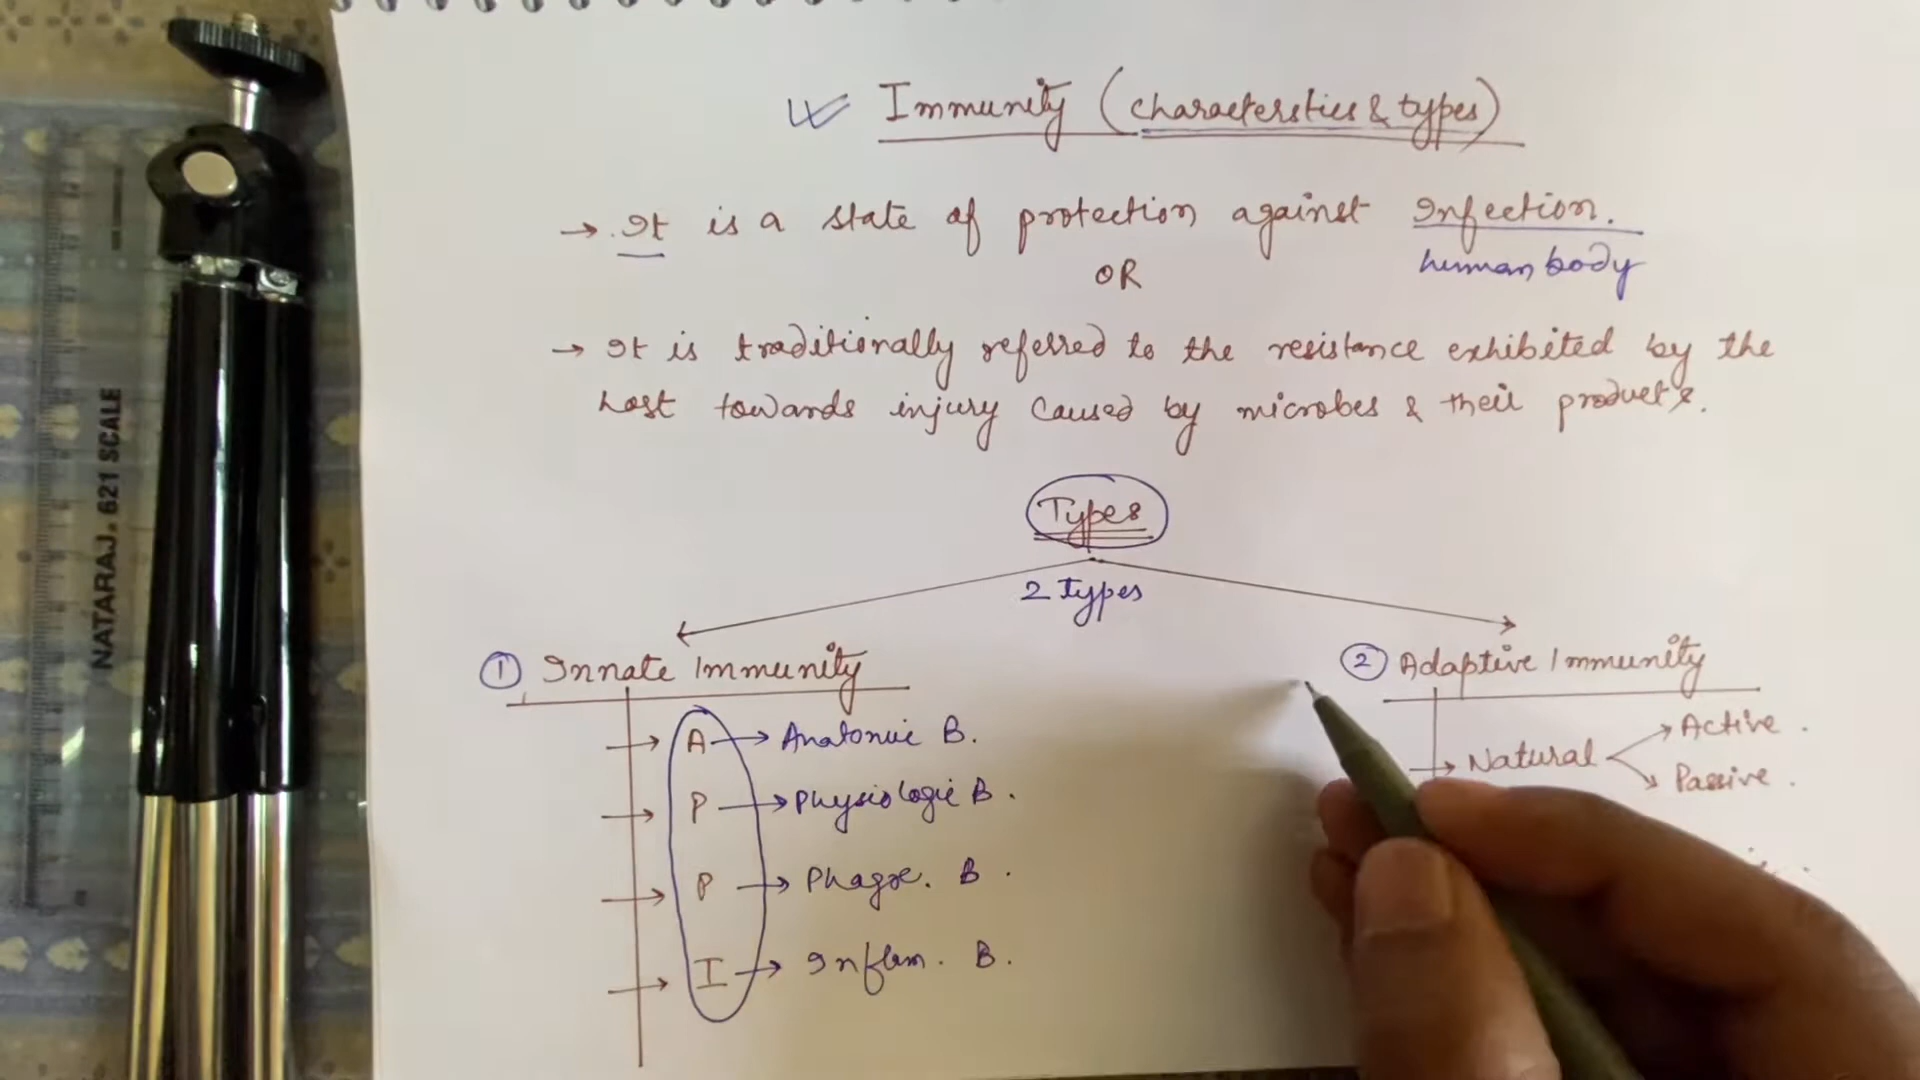 Immunity (characterstics & types)
→ It is a state of protection against Infection.
human body
OR
→ It is traditionally referred to the resistance exhibited by the
host towards injury caused by microbes & their product's.
Types
2 types
① Innate Immunity
→ A → Anatomic B.
→ P → Physiologic B.
→ P → Phago. B.
→ I → Inflam. B.
② Adaptive Immunity
→ Natural
→ Active.
→ Passive.
NATARAJ. 621 SCALE